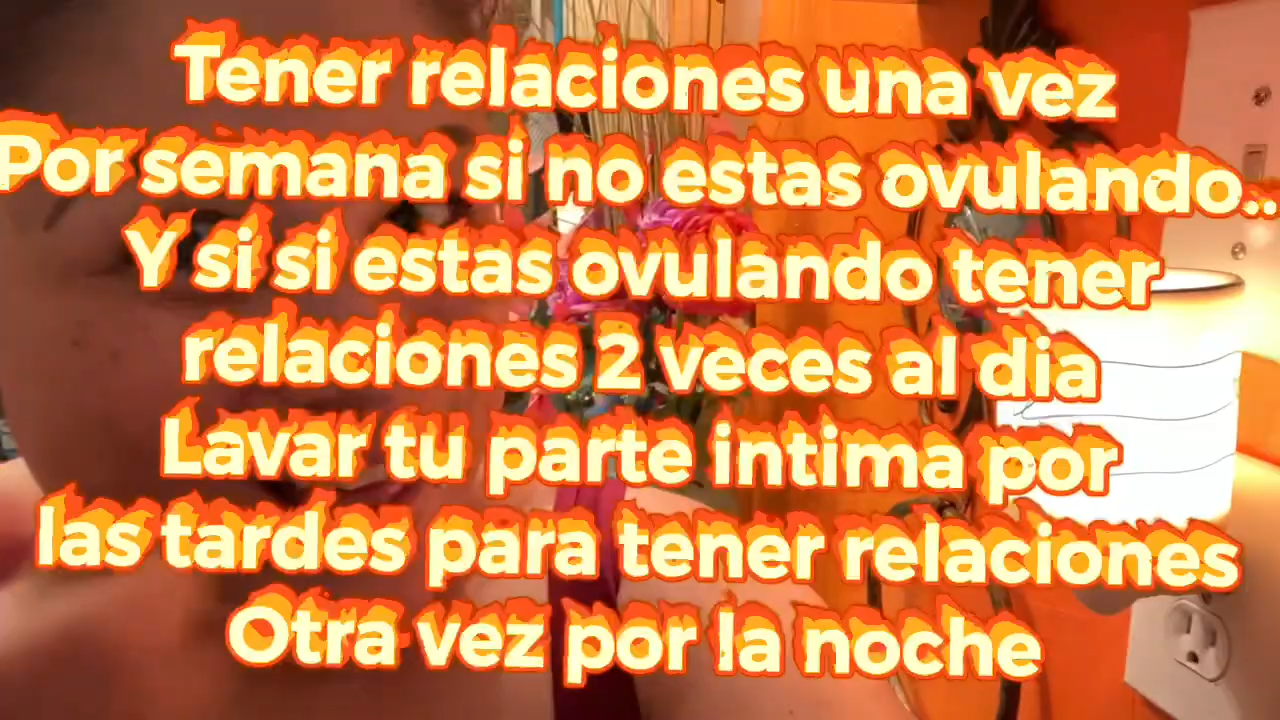 Tener relaciones una vez
Por semana si no estas ovulando..
Y si si estas ovulando tener
relaciones 2 veces al dia
Lavar tu parte intima por
las tardes para tener relaciones
Otra vez por la noche